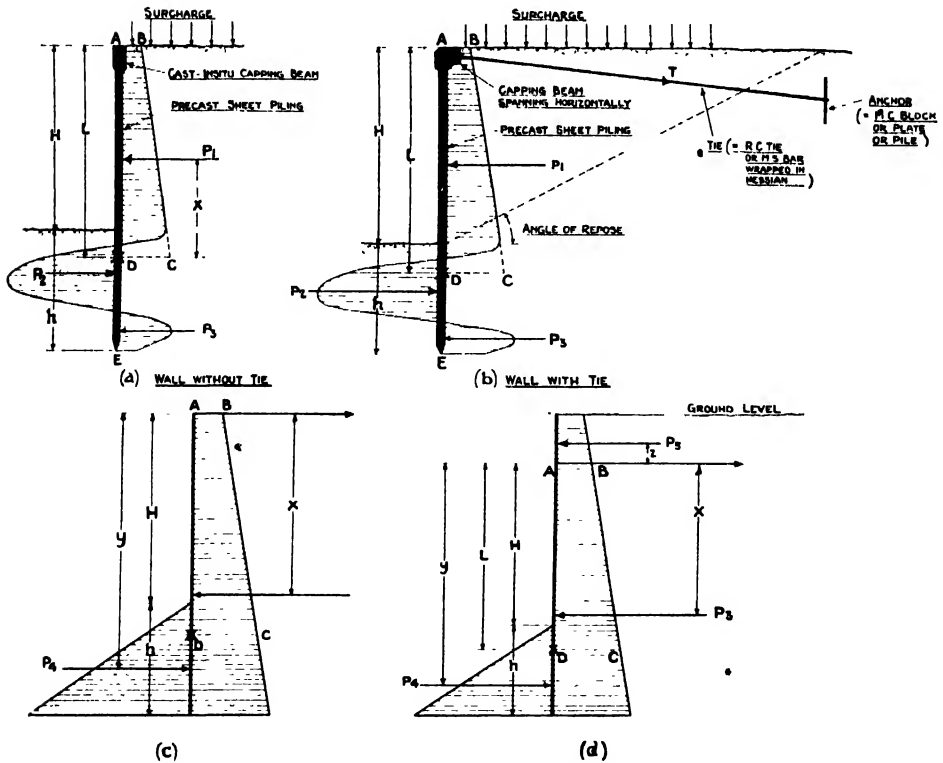 SURCHARGE
A B
CAST-INSITU CAPPING BEAM
PRECAST SHEET PILING
H
L
P1
X
D
C
P2
h
P3
E
(a) WALL WITHOUT TIE
SURCHARGE
A B
T
CAPPING BEAM
SPANNING HORIZONTALLY
ANCHOR
(= R C BLOCK
OR PLATE
OR PILE)
PRECAST SHEET PILING
TIE (= R C TIE
OR M S BAR
WRAPPED IN
HESSIAN)
H
L
P1
ANGLE OF REPOSE
D
C
P2
h
P3
E
(b) WALL WITH TIE
A B
H
X
y
h
D
C
P4
(c)
GROUND LEVEL
P5
Z
A
B
X
H
L
y
P3
h
D
C
P4
(d)